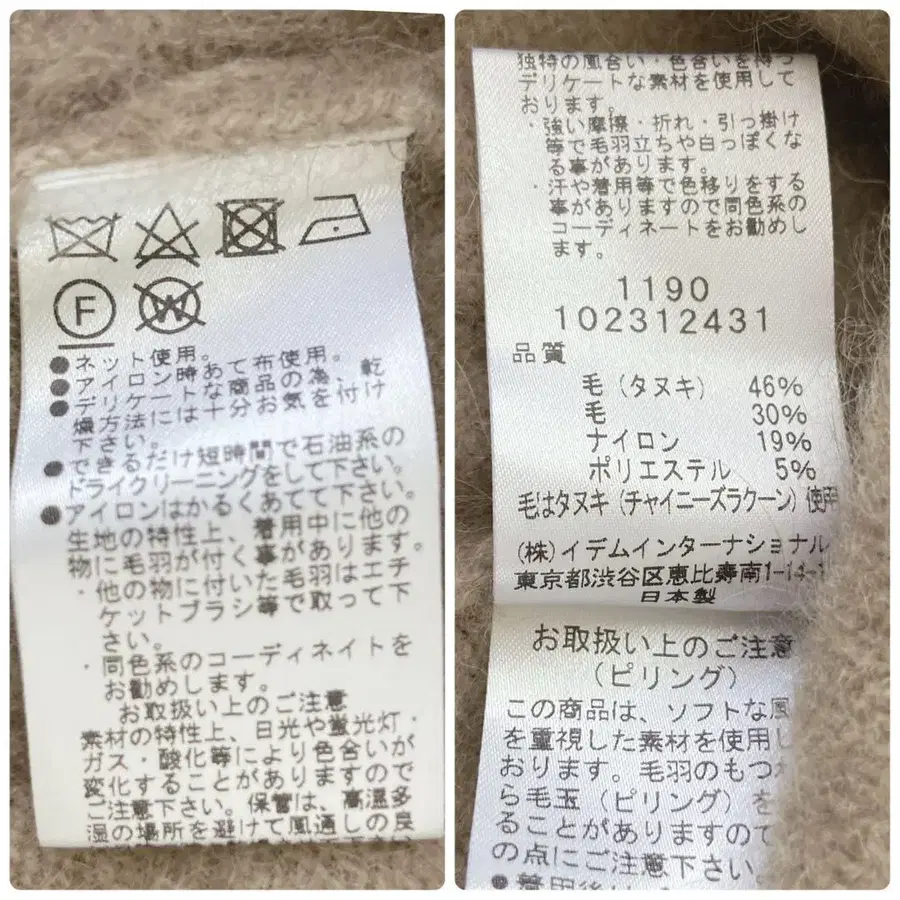 F
W
●ネット使用。
●アイロン時あて布使用。
●デリケートな商品の為、乾
燥方法には十分お気を付け
下さい。
●できるだけ短時間で石油系の
ドライクリーニングをして下さい。
●アイロンはかるくあてて下さい。
生地の特性上、着用中に他の
物に毛羽が付く事があります。
・他の物に付いた毛羽はエチ
ケットブラシ等で取って下
さい。
・同色系のコーディネイトを
お勧めします。
お取扱い上のご注意
素材の特性上、日光や蛍光灯・
ガス・酸化等により色合いが
変化することがありますので
ご注意下さい。保管は、高温多
湿の場所を避けて風通しの良
独特の風合い・色合いを持つ
デリケートな素材を使用して
おります。
・強い摩擦・折れ・引っ掛け
等で毛羽立ちや白っぽくな
る事があります。
・汗や着用等で色移りをする
事がありますので同色系の
コーディネートをお勧めし
ます。
1190
102312431
品質
毛（タヌキ） 46%
毛 30%
ナイロン 19%
ポリエステル 5%
毛はタヌキ（チャイニーズラクーン）使用
（株）イデムインターナショナル
東京都渋谷区恵比寿南1-14-1
日本製
お取扱い上のご注意
（ピリング）
この商品は、ソフトな風
を重視した素材を使用し
おります。毛羽のもつれ
ら毛玉（ピリング）を
ることがありますので
の点にご注意下さい。
●着用後は